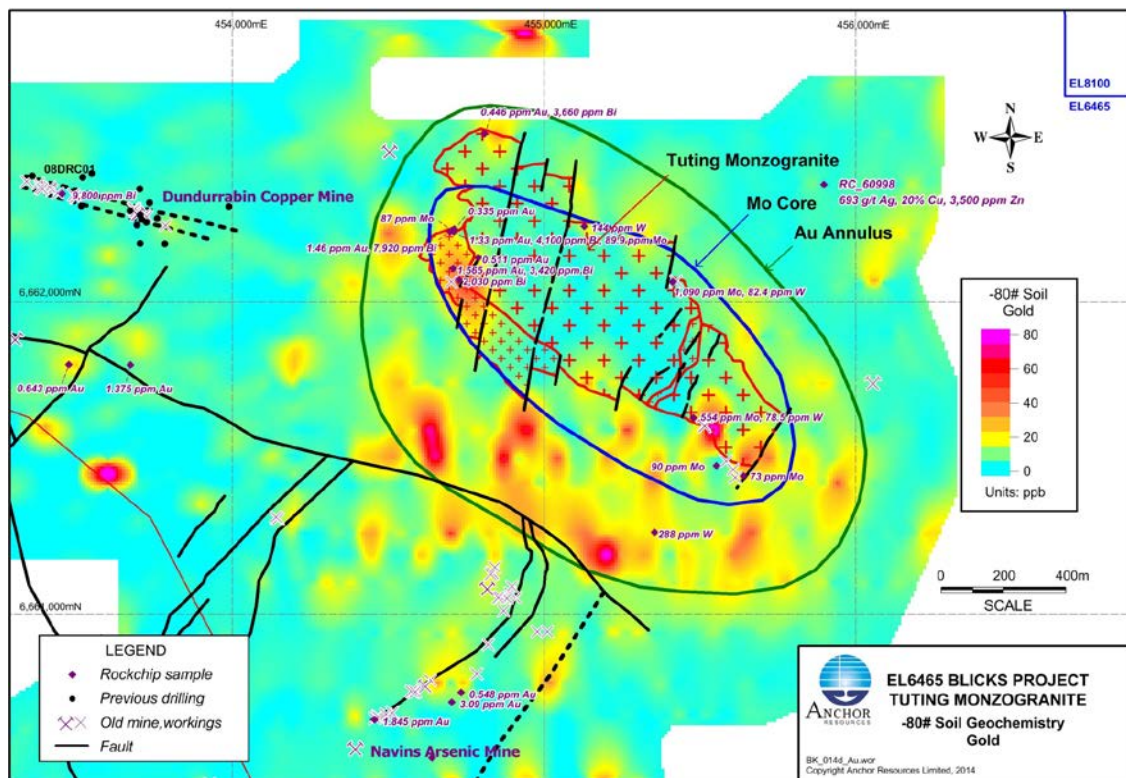 454,000mE
455,000mE
456,000mE
EL8100
EL6465
N
W E
S
0.446 ppm Au, 3,660 ppm Bi
Tuting Monzogranite
08DRC01
9,800 ppm Bi
Dundurrabin Copper Mine
RC_60998
693 g/t Ag, 20% Cu, 3,500 ppm Zn
Mo Core
Au Annulus
87 ppm Mo
0.335 ppm Au
144 ppm W
1.33 ppm Au, 4,100 ppm Bi, 89.9 ppm Mo
1.46 ppm Au, 7,920 ppm Bi
0.511 ppm Au
1.565 ppm Au, 3,420 ppm Bi
2,030 ppm Bi
6,662,000mN
1,090 ppm Mo, 82.4 ppm W
-80# Soil
Gold
80
60
40
20
0
Units: ppb
0.643 ppm Au
1.375 ppm Au
554 ppm Mo, 78.5 ppm W
90 ppm Mo
73 ppm Mo
288 ppm W
0 200 400m
SCALE
6,661,000mN
LEGEND
Rockchip sample
Previous drilling
Old mine,workings
Fault
0.548 ppm Au
3.09 ppm Au
1.845 ppm Au
Navins Arsenic Mine
ANCHOR
RESOURCES
EL6465 BLICKS PROJECT
TUTING MONZOGRANITE
-80# Soil Geochemistry
Gold
BK_014d_Au.wor
Copyright Anchor Resources Limited, 2014